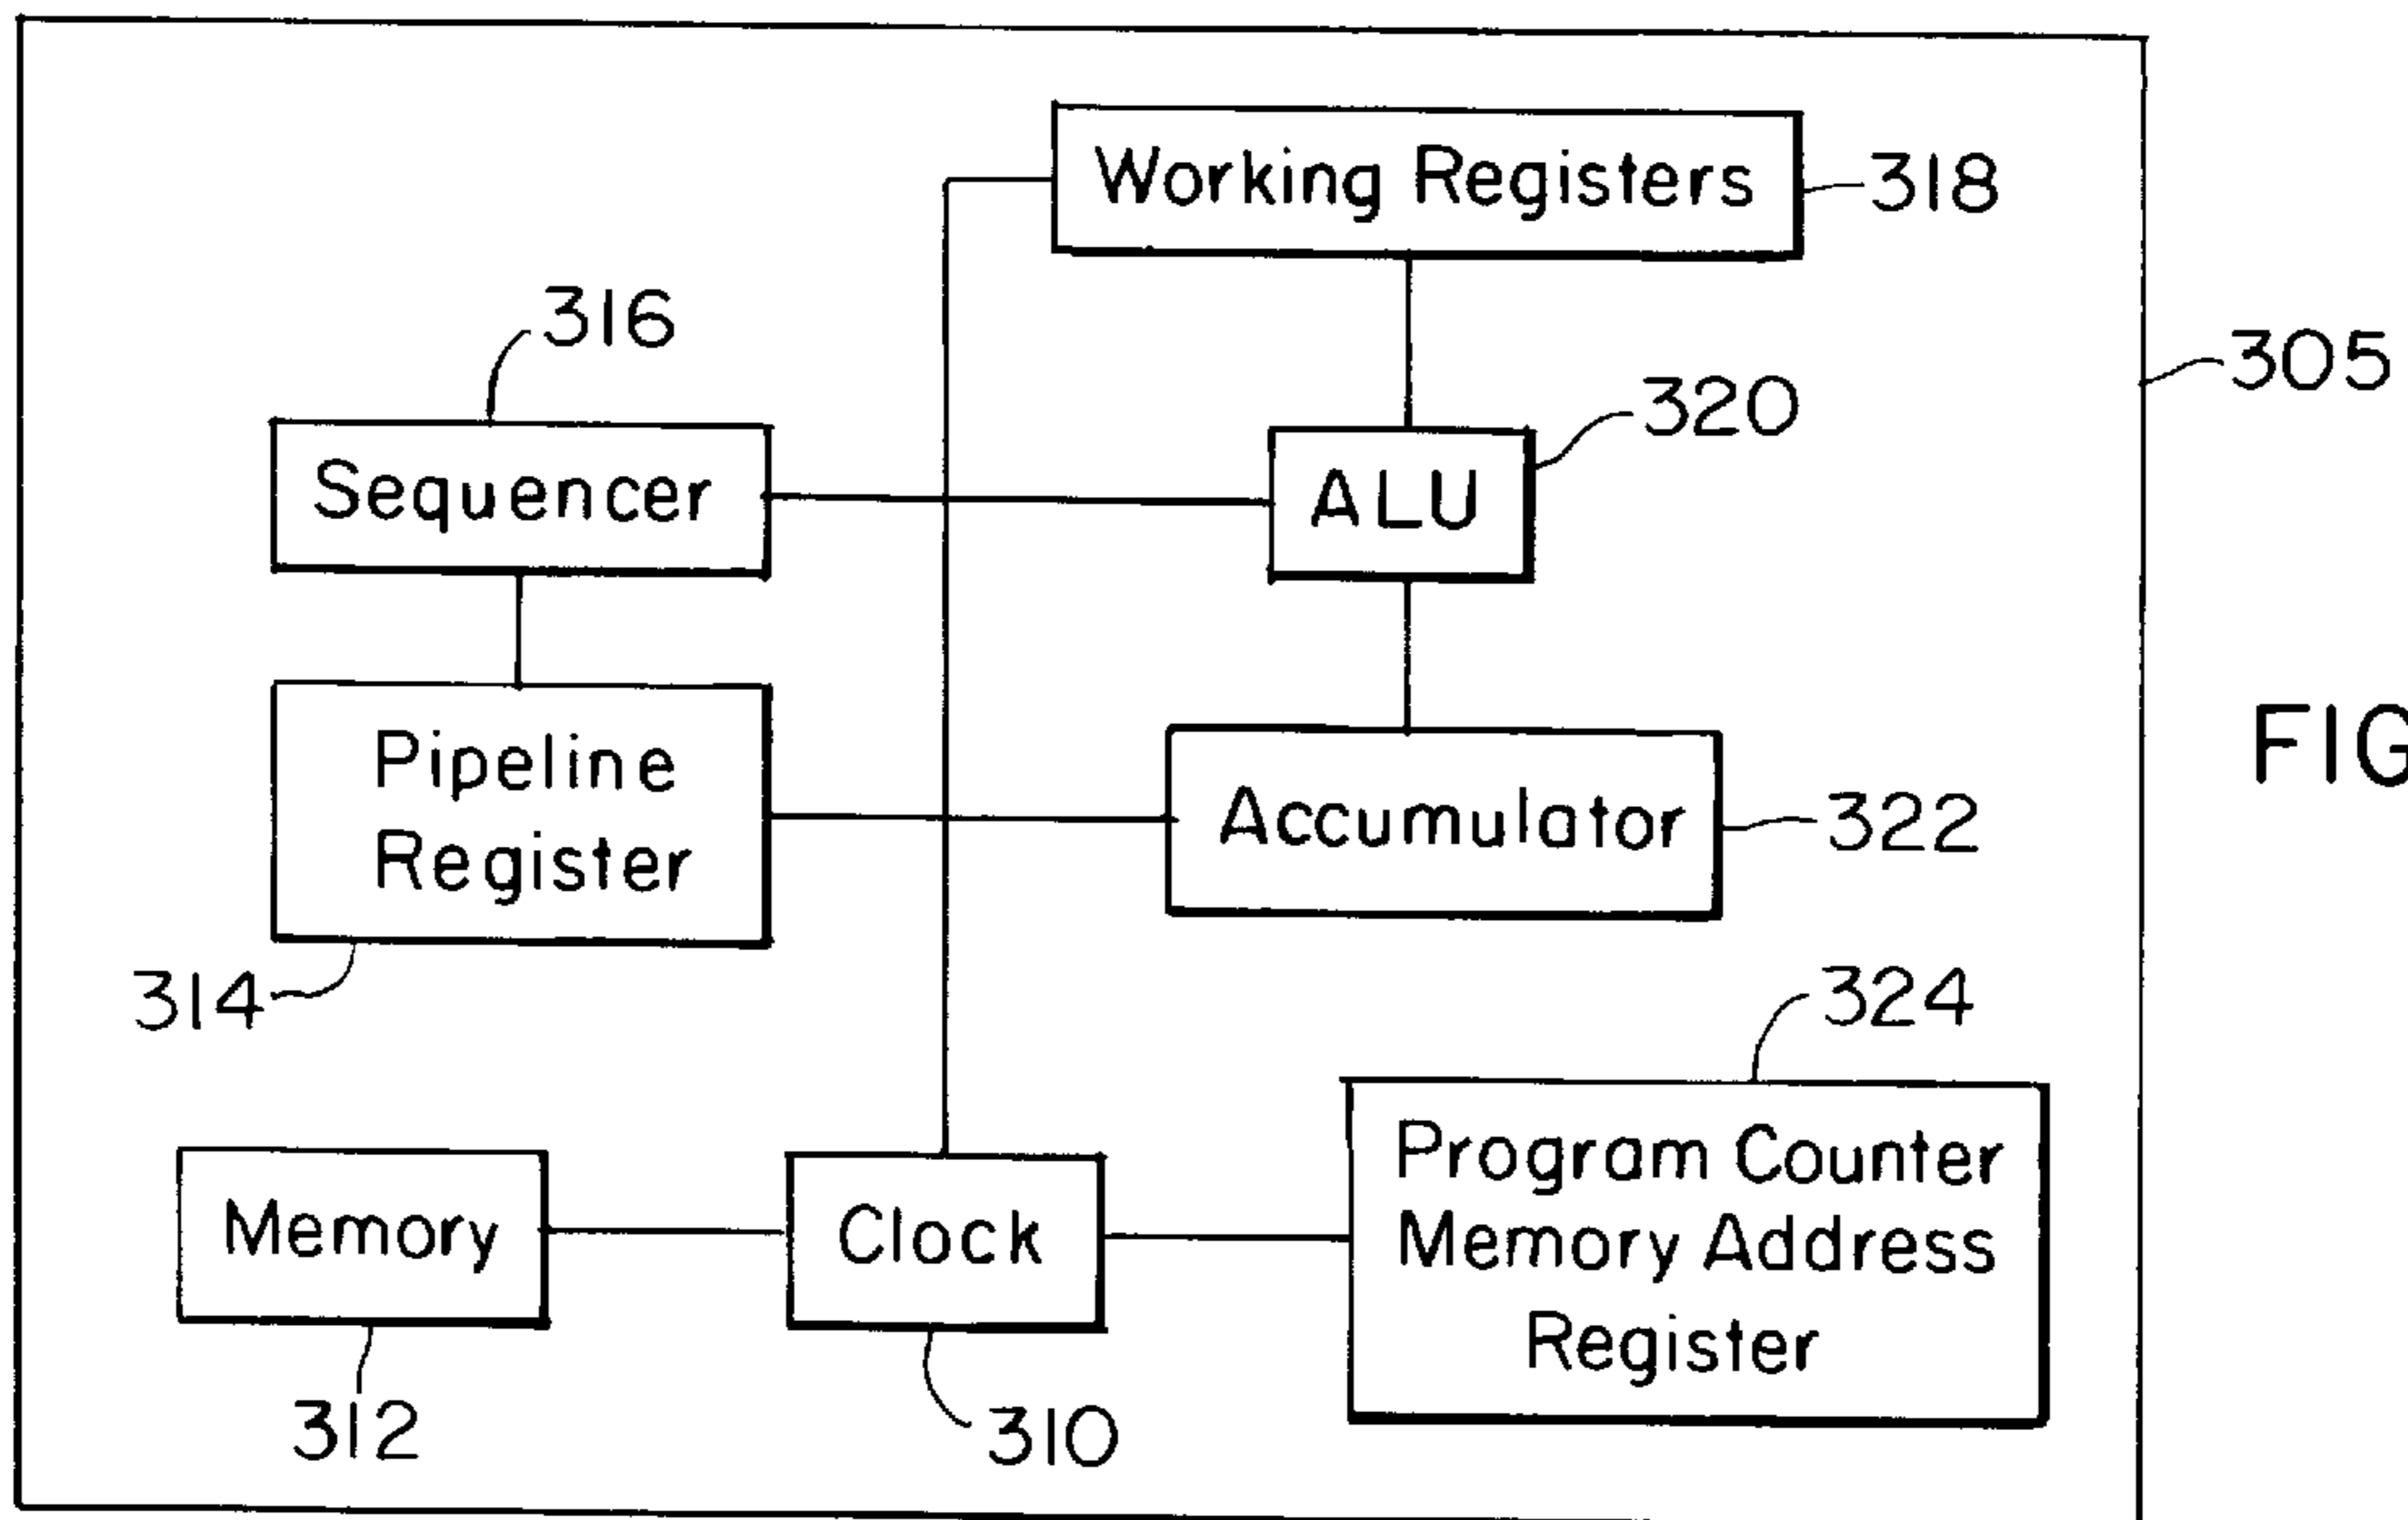 Working Registers
318
316
305
320
Sequencer
ALU
Pipeline
Register
FIG
Accumulator
322
314
324
Program Counter
Memory Address
Register
Memory
Clock
312
310